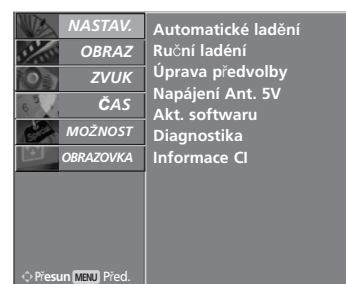 NASTAV.
OBRAZ
ZVUK
ČAS
MOŽNOST
OBRAZOVKA
Automatické ladění
Ruční ladéní
Úprava předvolby
Napájení Ant. 5V
Akt. softwaru
Diagnostika
Informace CI
Přesun MENU Před.